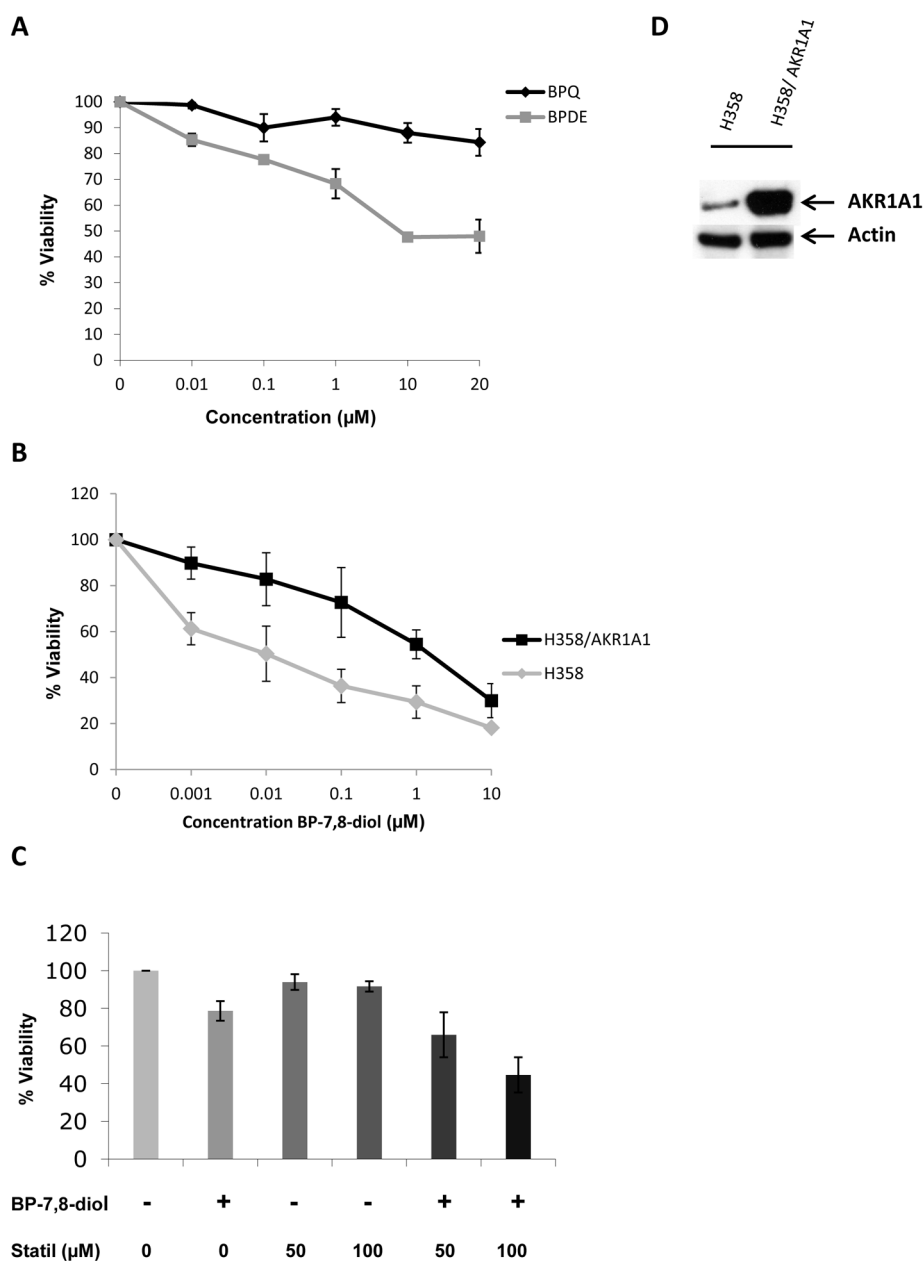 A
100
90
80
70
60
50
40
30
20
10
0
% Viability
0 0.01 0.1 1 10 20
Concentration (µM)
BPQ
BPDE
D
H358
H358/ AKR1A1
AKR1A1
Actin
B
120
100
80
60
40
20
0
% Viability
0 0.001 0.01 0.1 1 10
Concentration BP-7,8-diol (µM)
H358/AKR1A1
H358
C
120
100
80
60
40
20
0
% Viability
BP-7,8-diol - + - - + +
Statil (µM) 0 0 50 100 50 100